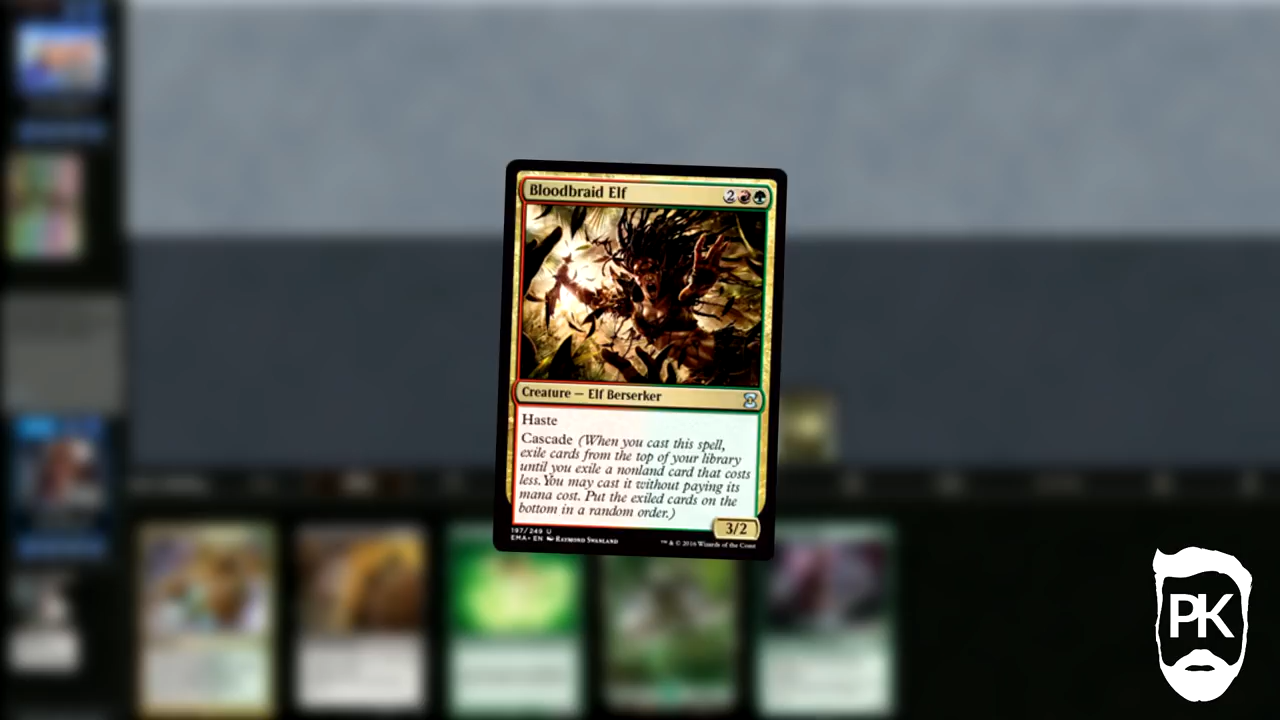 Bloodbraid Elf
2
Creature — Elf Berserker
Haste
Cascade (When you cast this spell,
exile cards from the top of your library
until you exile a nonland card that costs
less. You may cast it without paying its
mana cost. Put the exiled cards on the
bottom in a random order.)
3/2
197/249 U
EMA • EN Raymond Swanland
™ & © 2016 Wizards of the Coast
PK